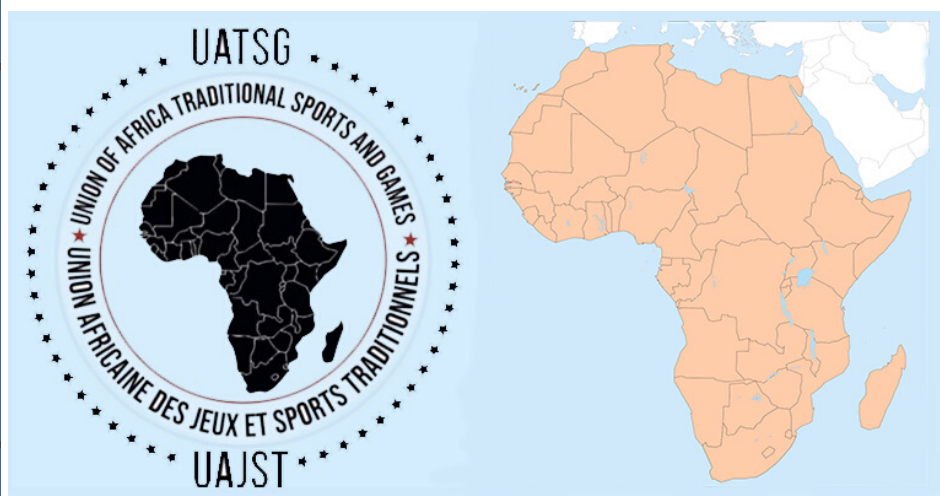 UATSG
UNION OF AFRICA TRADITIONAL SPORTS AND GAMES
UNION AFRICAINE DES JEUX ET SPORTS TRADITIONNELS
UAJST